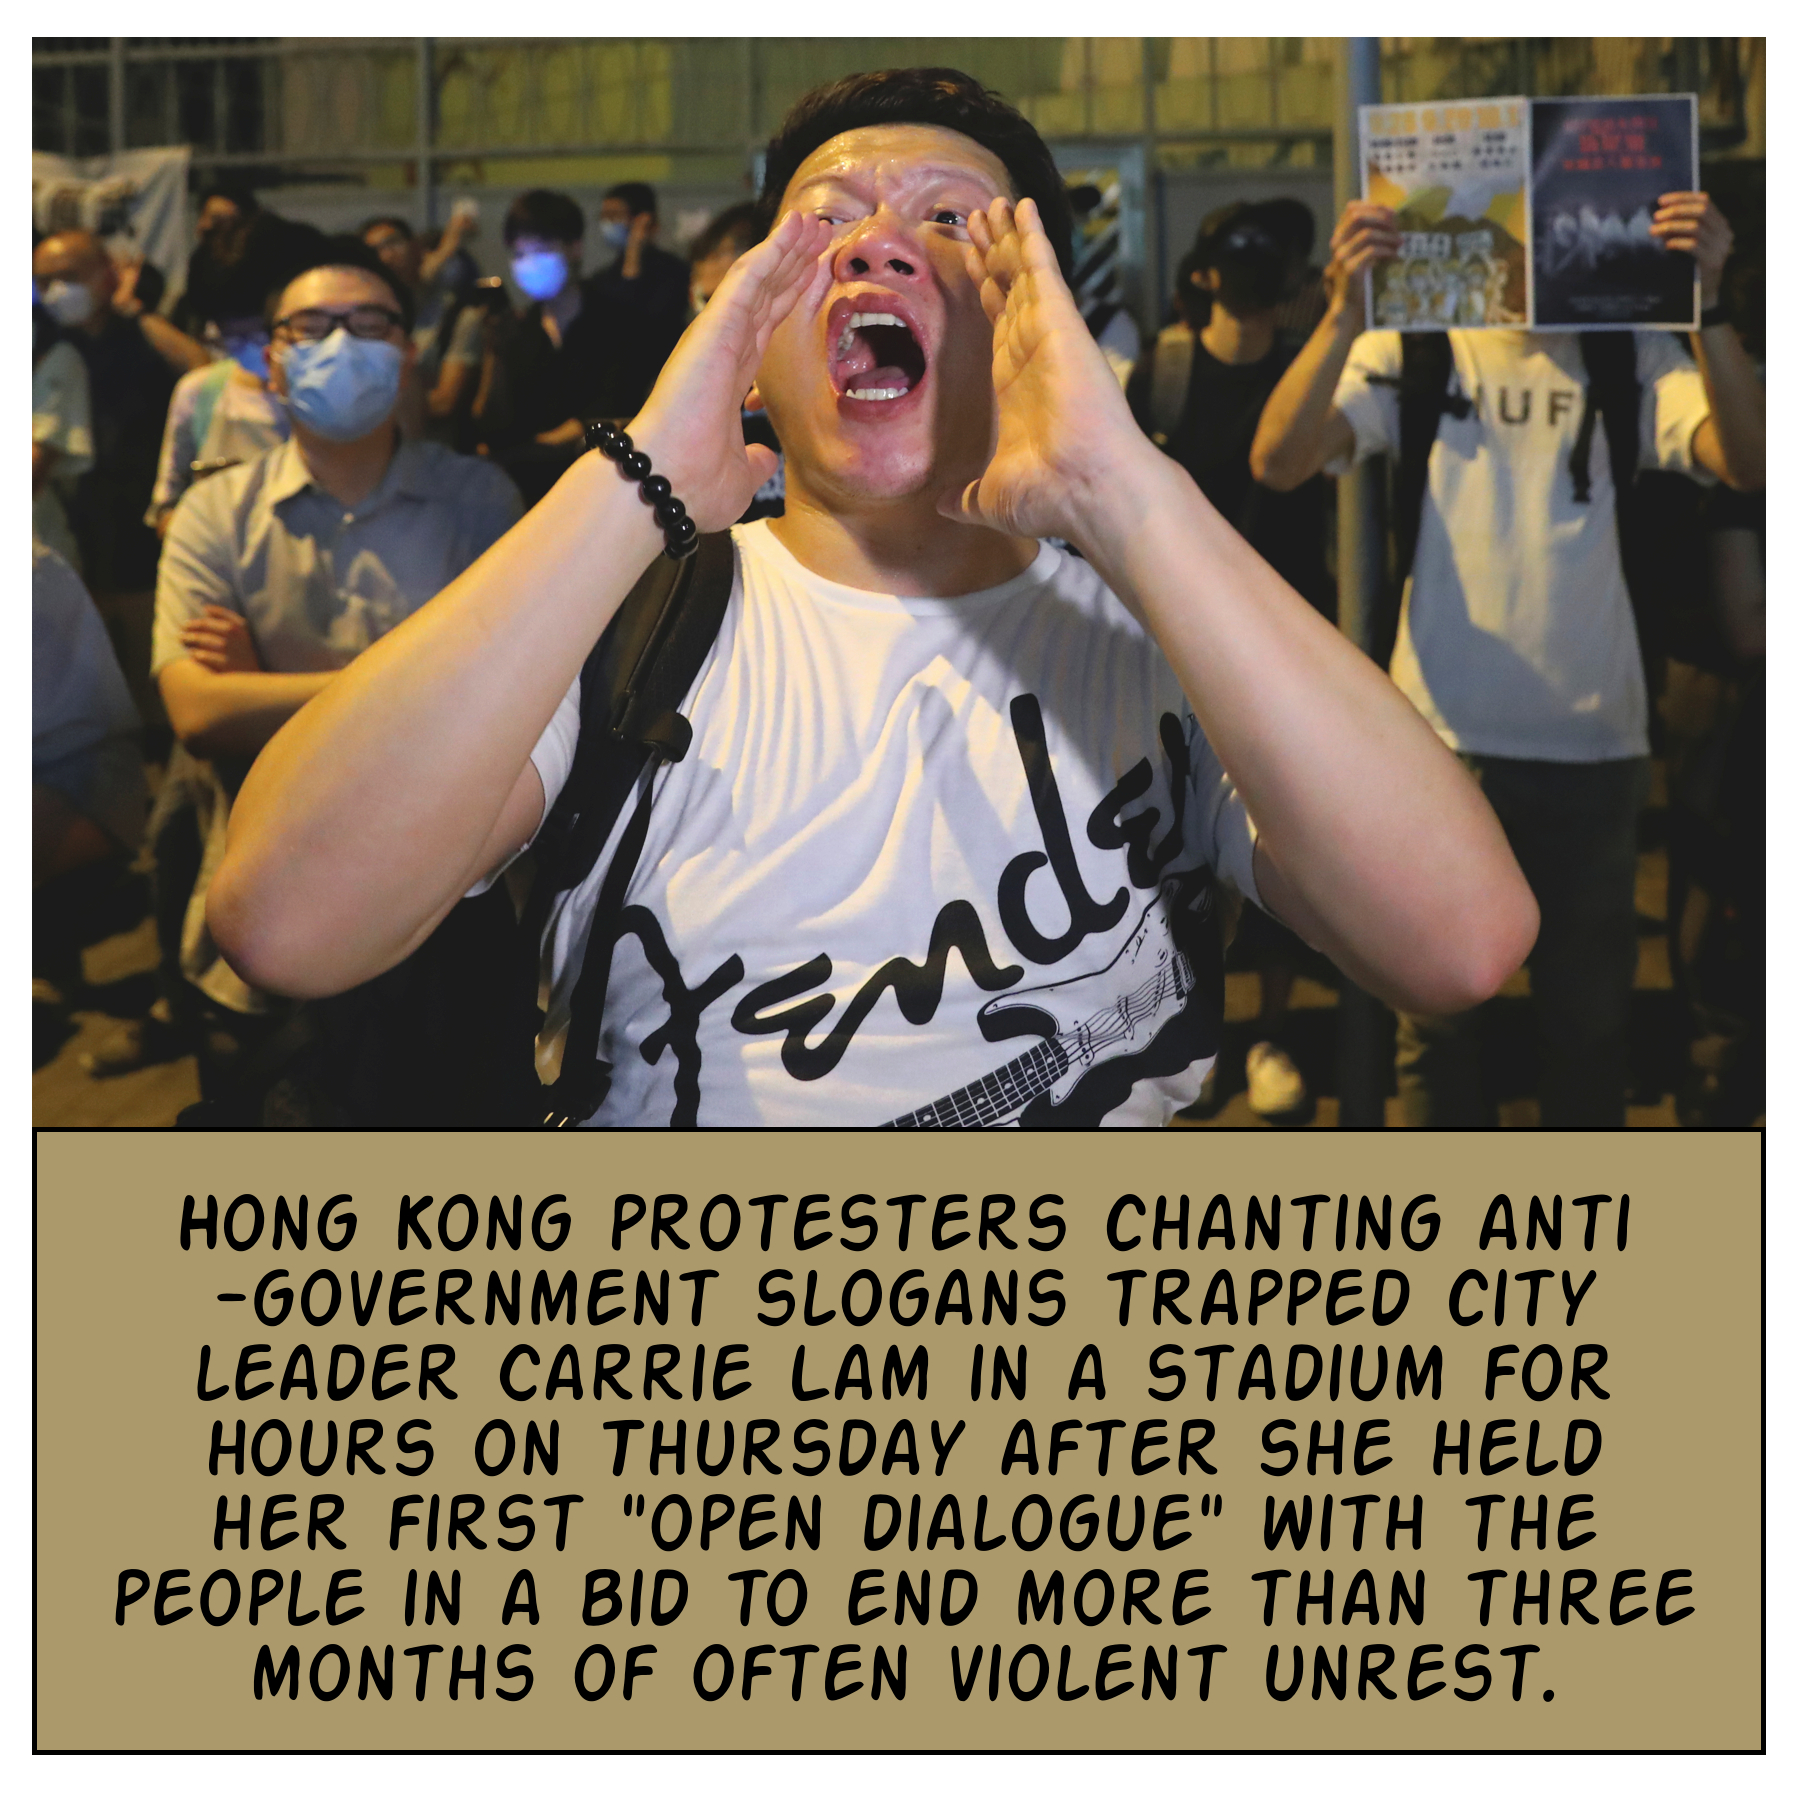 HUF
fender
HONG KONG PROTESTERS CHANTING ANTI
-GOVERNMENT SLOGANS TRAPPED CITY
LEADER CARRIE LAM IN A STADIUM FOR
HOURS ON THURSDAY AFTER SHE HELD
HER FIRST "OPEN DIALOGUE" WITH THE
PEOPLE IN A BID TO END MORE THAN THREE
MONTHS OF OFTEN VIOLENT UNREST.